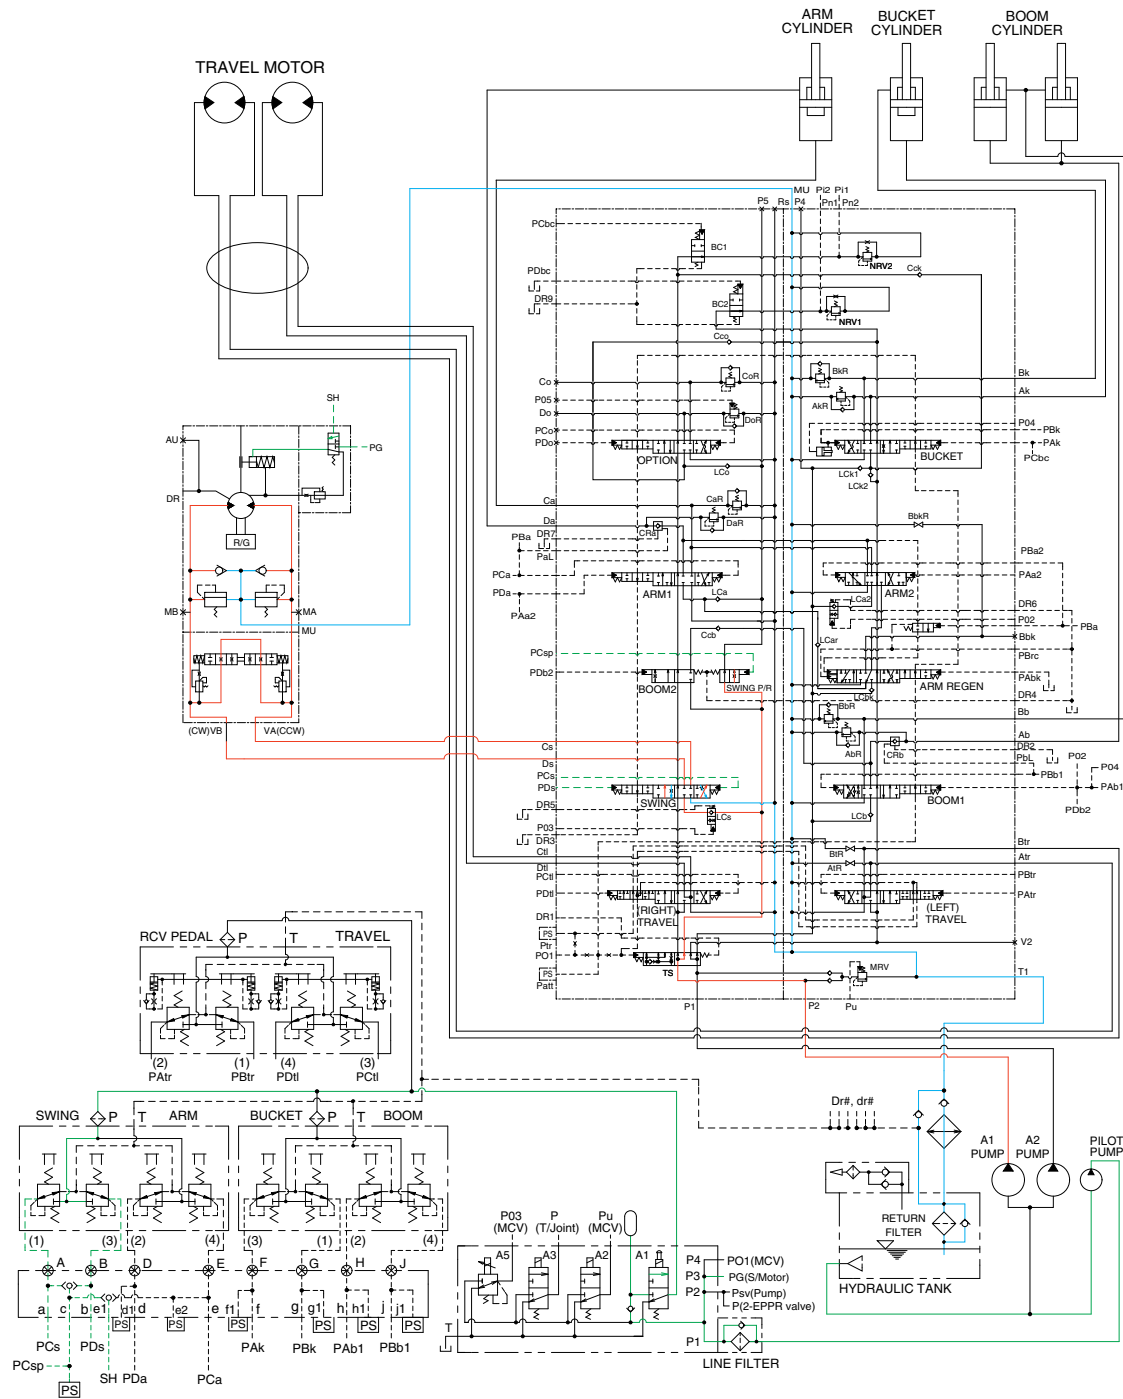 ARM CYLINDER
BUCKET CYLINDER
BOOM CYLINDER
TRAVEL MOTOR
MU Pi2 Pi1
P5 Rs P4 Pn1 Pn2
PCbc
BC1
NRV2
Cck
PDbc
DR9
BC2
NRV1
Cco
Co
CoR
BkR
Bk
Ak
P05
AkR
Do
DoR
P04
PCo
PBk
PDo
PAk
OPTION
BUCKET
PCbc
LCo
LCk1
LCk2
SH
AU
PG
DR
R/G
MB
MA
MU
(CW)VB
VA(CCW)
Ca
CaR
Da
DaR
BbkR
CRa
DR7
PBa
PaL
PBa2
PCa
PAa2
PDa
ARM1
ARM2
LCa
LCa2
PAa2
DR6
P02
PBa
Ccb
LCar
Bbk
PCsp
PBrc
PDb2
PAbk
BOOM2
SWING P/R
ARM REGEN
LCbk
DR4
BbR
Bb
AbR
Ab
CRb
Cs
DR2
P02
Ds
PbL
P04
PCs
PBb1
PDs
PAb1
SWING
BOOM1
PDb2
DR5
LCs
LCb
P03
DR3
Btr
Ctl
BtR
Atr
Dtl
AtR
PCtl
PBtr
PDtl
PAtr
(RIGHT) TRAVEL
(LEFT) TRAVEL
DR1
PS
Ptr
V2
PO1
TS
MRV
PS
T1
Patt
P1
P2
Pu
RCV PEDAL
P
T
TRAVEL
(2)
(1)
(4)
(3)
PAtr
PBtr
PDtl
PCtl
SWING
P
T
ARM
BUCKET
P
T
BOOM
(1)
(3)
(2)
(4)
(3)
(1)
(2)
(4)
A
B
D
E
F
G
H
J
a
c
b
e1
d1
d
e2
e
f1
f
g
g1
h
h1
j
j1
PS
PS
PS
PS
PS
PS
PCs
PDs
PAk
PBk
PAb1
PBb1
PCsp
SH
PDa
PCa
PS
P03 (MCV)
P (T/Joint)
Pu (MCV)
A5
A3
A2
A1
P4
PO1(MCV)
P3
PG(S/Motor)
P2
Psv(Pump)
P(2-EPPR valve)
T
P1
LINE FILTER
Dr#, dr#
A1 PUMP
A2 PUMP
PILOT PUMP
RETURN FILTER
HYDRAULIC TANK